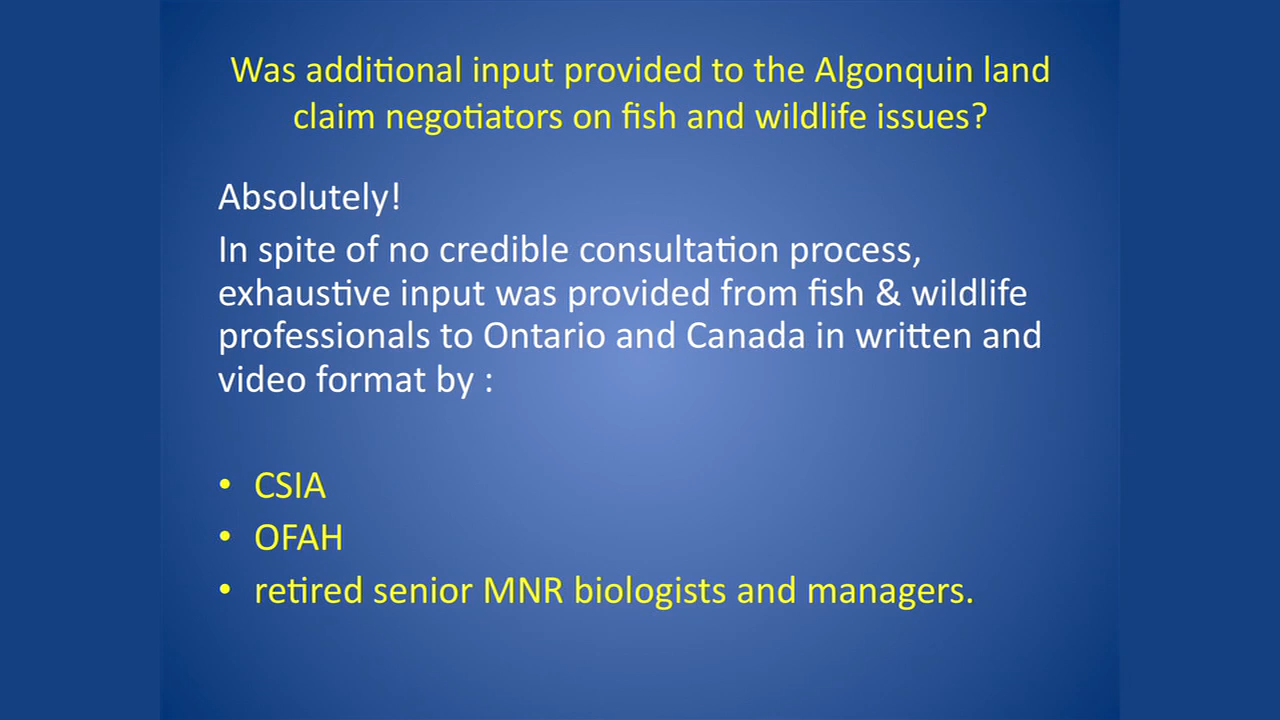 Was additional input provided to the Algonquin land
claim negotiators on fish and wildlife issues?
Absolutely!
In spite of no credible consultation process,
exhaustive input was provided from fish & wildlife
professionals to Ontario and Canada in written and
video format by :
• CSIA
• OFAH
• retired senior MNR biologists and managers.